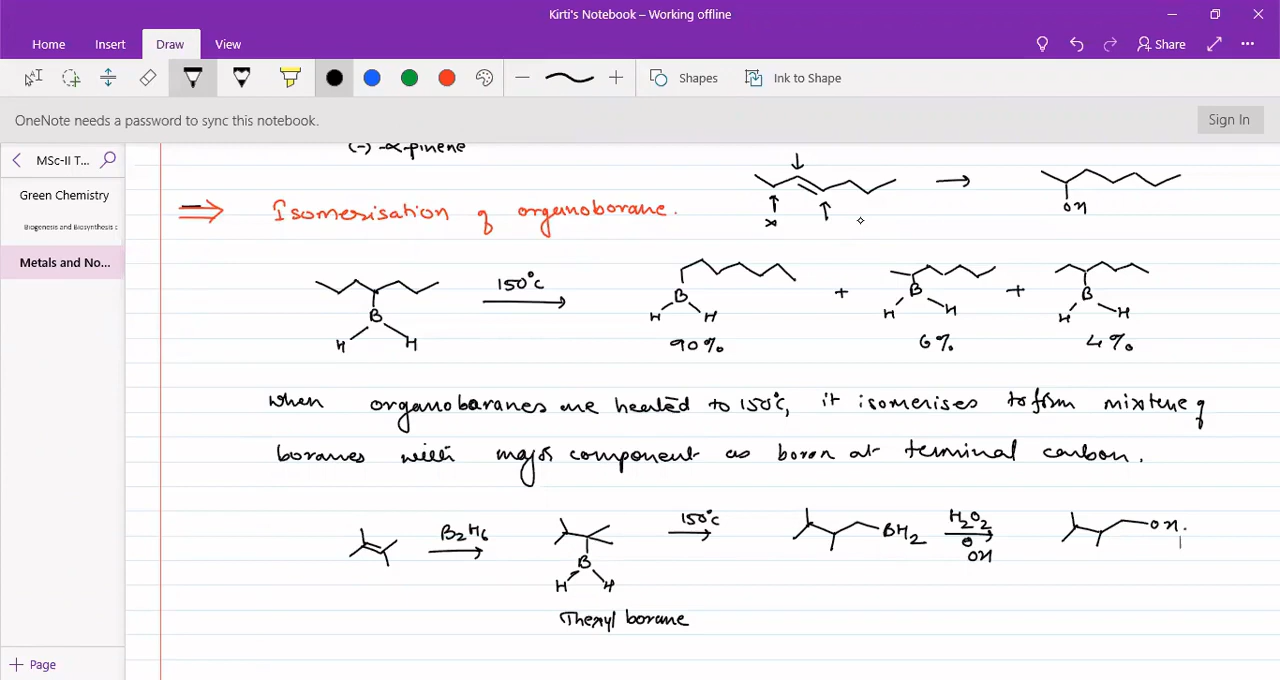 Kirti's Notebook – Working offline
Home Insert Draw View
Share
Shapes Ink to Shape
OneNote needs a password to sync this notebook. Sign In
MSc-II T...
Green Chemistry
Biogenesis and Biosynthesis
Metals and No...
Page
(-) -α-pinene
→
OH
x
⇒ Isomerisation of organoborane.
150°c
B H H + B H H + B H H
B H H
90% 6% 4%
when organoboranes are heated to 150°c, it isomerises to form mixture of
boranes with major component as boron at terminal carbon.
B2H6 150°c BH2 H2O2 OH.
⊖OH
B
H H
Thexyl borane